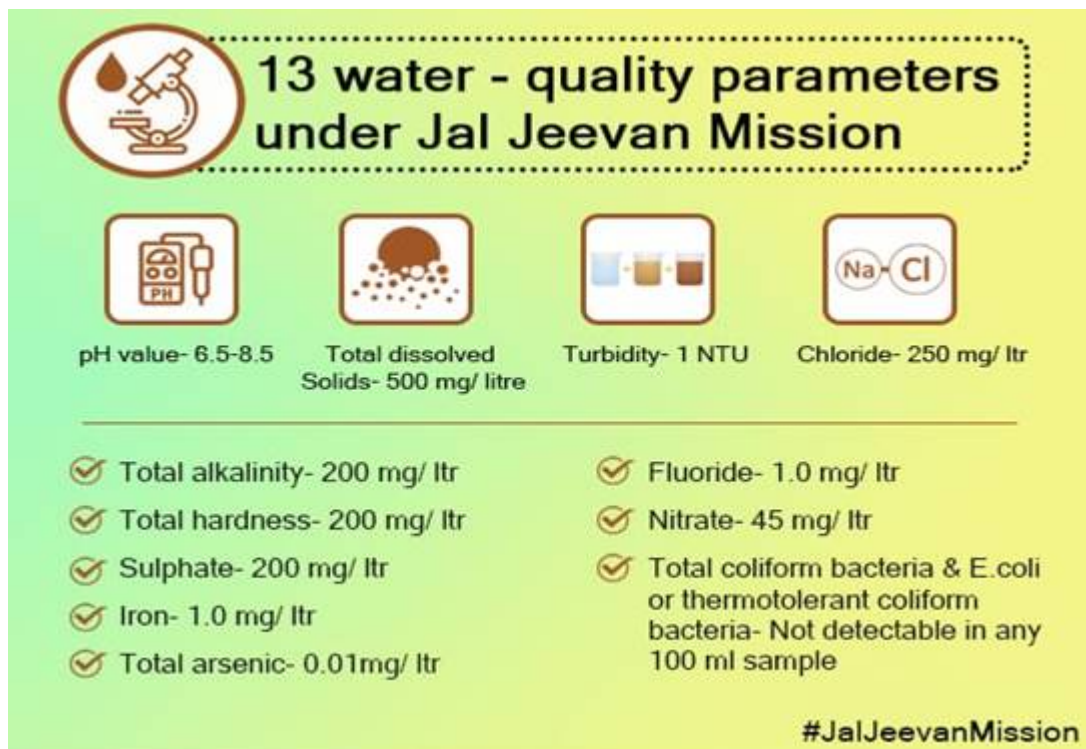 13 water - quality parameters
under Jal Jeevan Mission
PH
Na-Cl
pH value- 6.5-8.5
Total dissolved
Solids- 500 mg/ litre
Turbidity- 1 NTU
Chloride- 250 mg/ ltr
Total alkalinity- 200 mg/ ltr
Total hardness- 200 mg/ ltr
Sulphate- 200 mg/ ltr
Iron- 1.0 mg/ ltr
Total arsenic- 0.01mg/ ltr
Fluoride- 1.0 mg/ ltr
Nitrate- 45 mg/ ltr
Total coliform bacteria & E.coli
or thermotolerant coliform
bacteria- Not detectable in any
100 ml sample
#JalJeevanMission